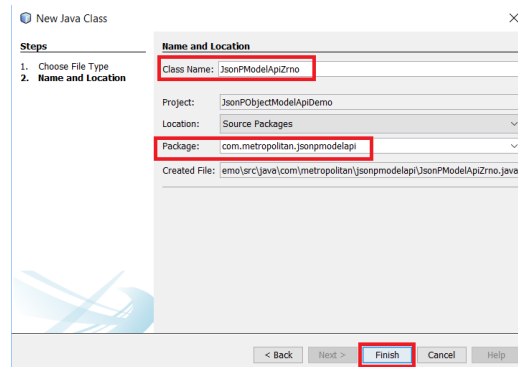 New Java Class
Steps
1. Choose File Type
2. Name and Location
Name and Location
Class Name: JsonPModelApiZrno
Project: JsonPObjectModelApiDemo
Location: Source Packages
Package: com.metropolitan.jsonpmodelapi
Created File: emo\src\java\com\metropolitan\jsonpmodelapi\JsonPModelApiZrno.java
< Back Next > Finish Cancel Help